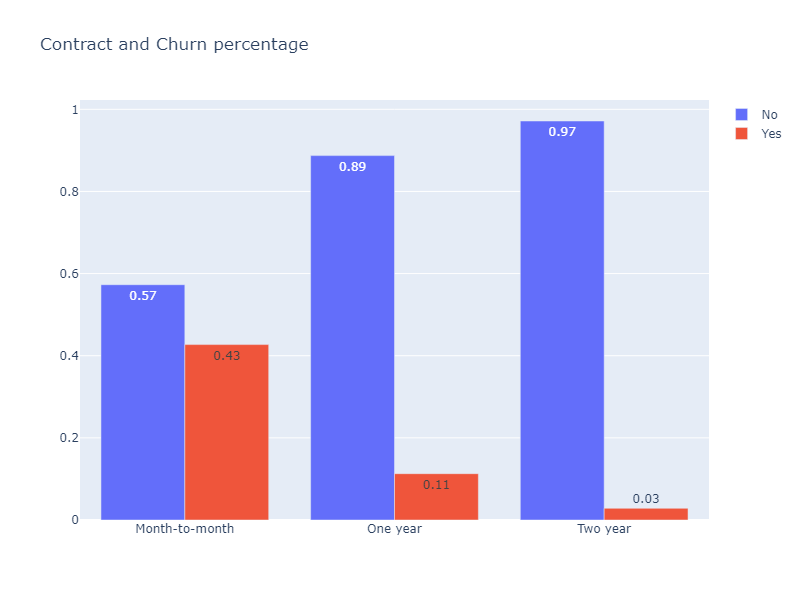 Contract and Churn percentage
1
0.8
0.6
0.4
0.2
0
0.57
0.43
0.89
0.11
0.97
0.03
Month-to-month
One year
Two year
No
Yes